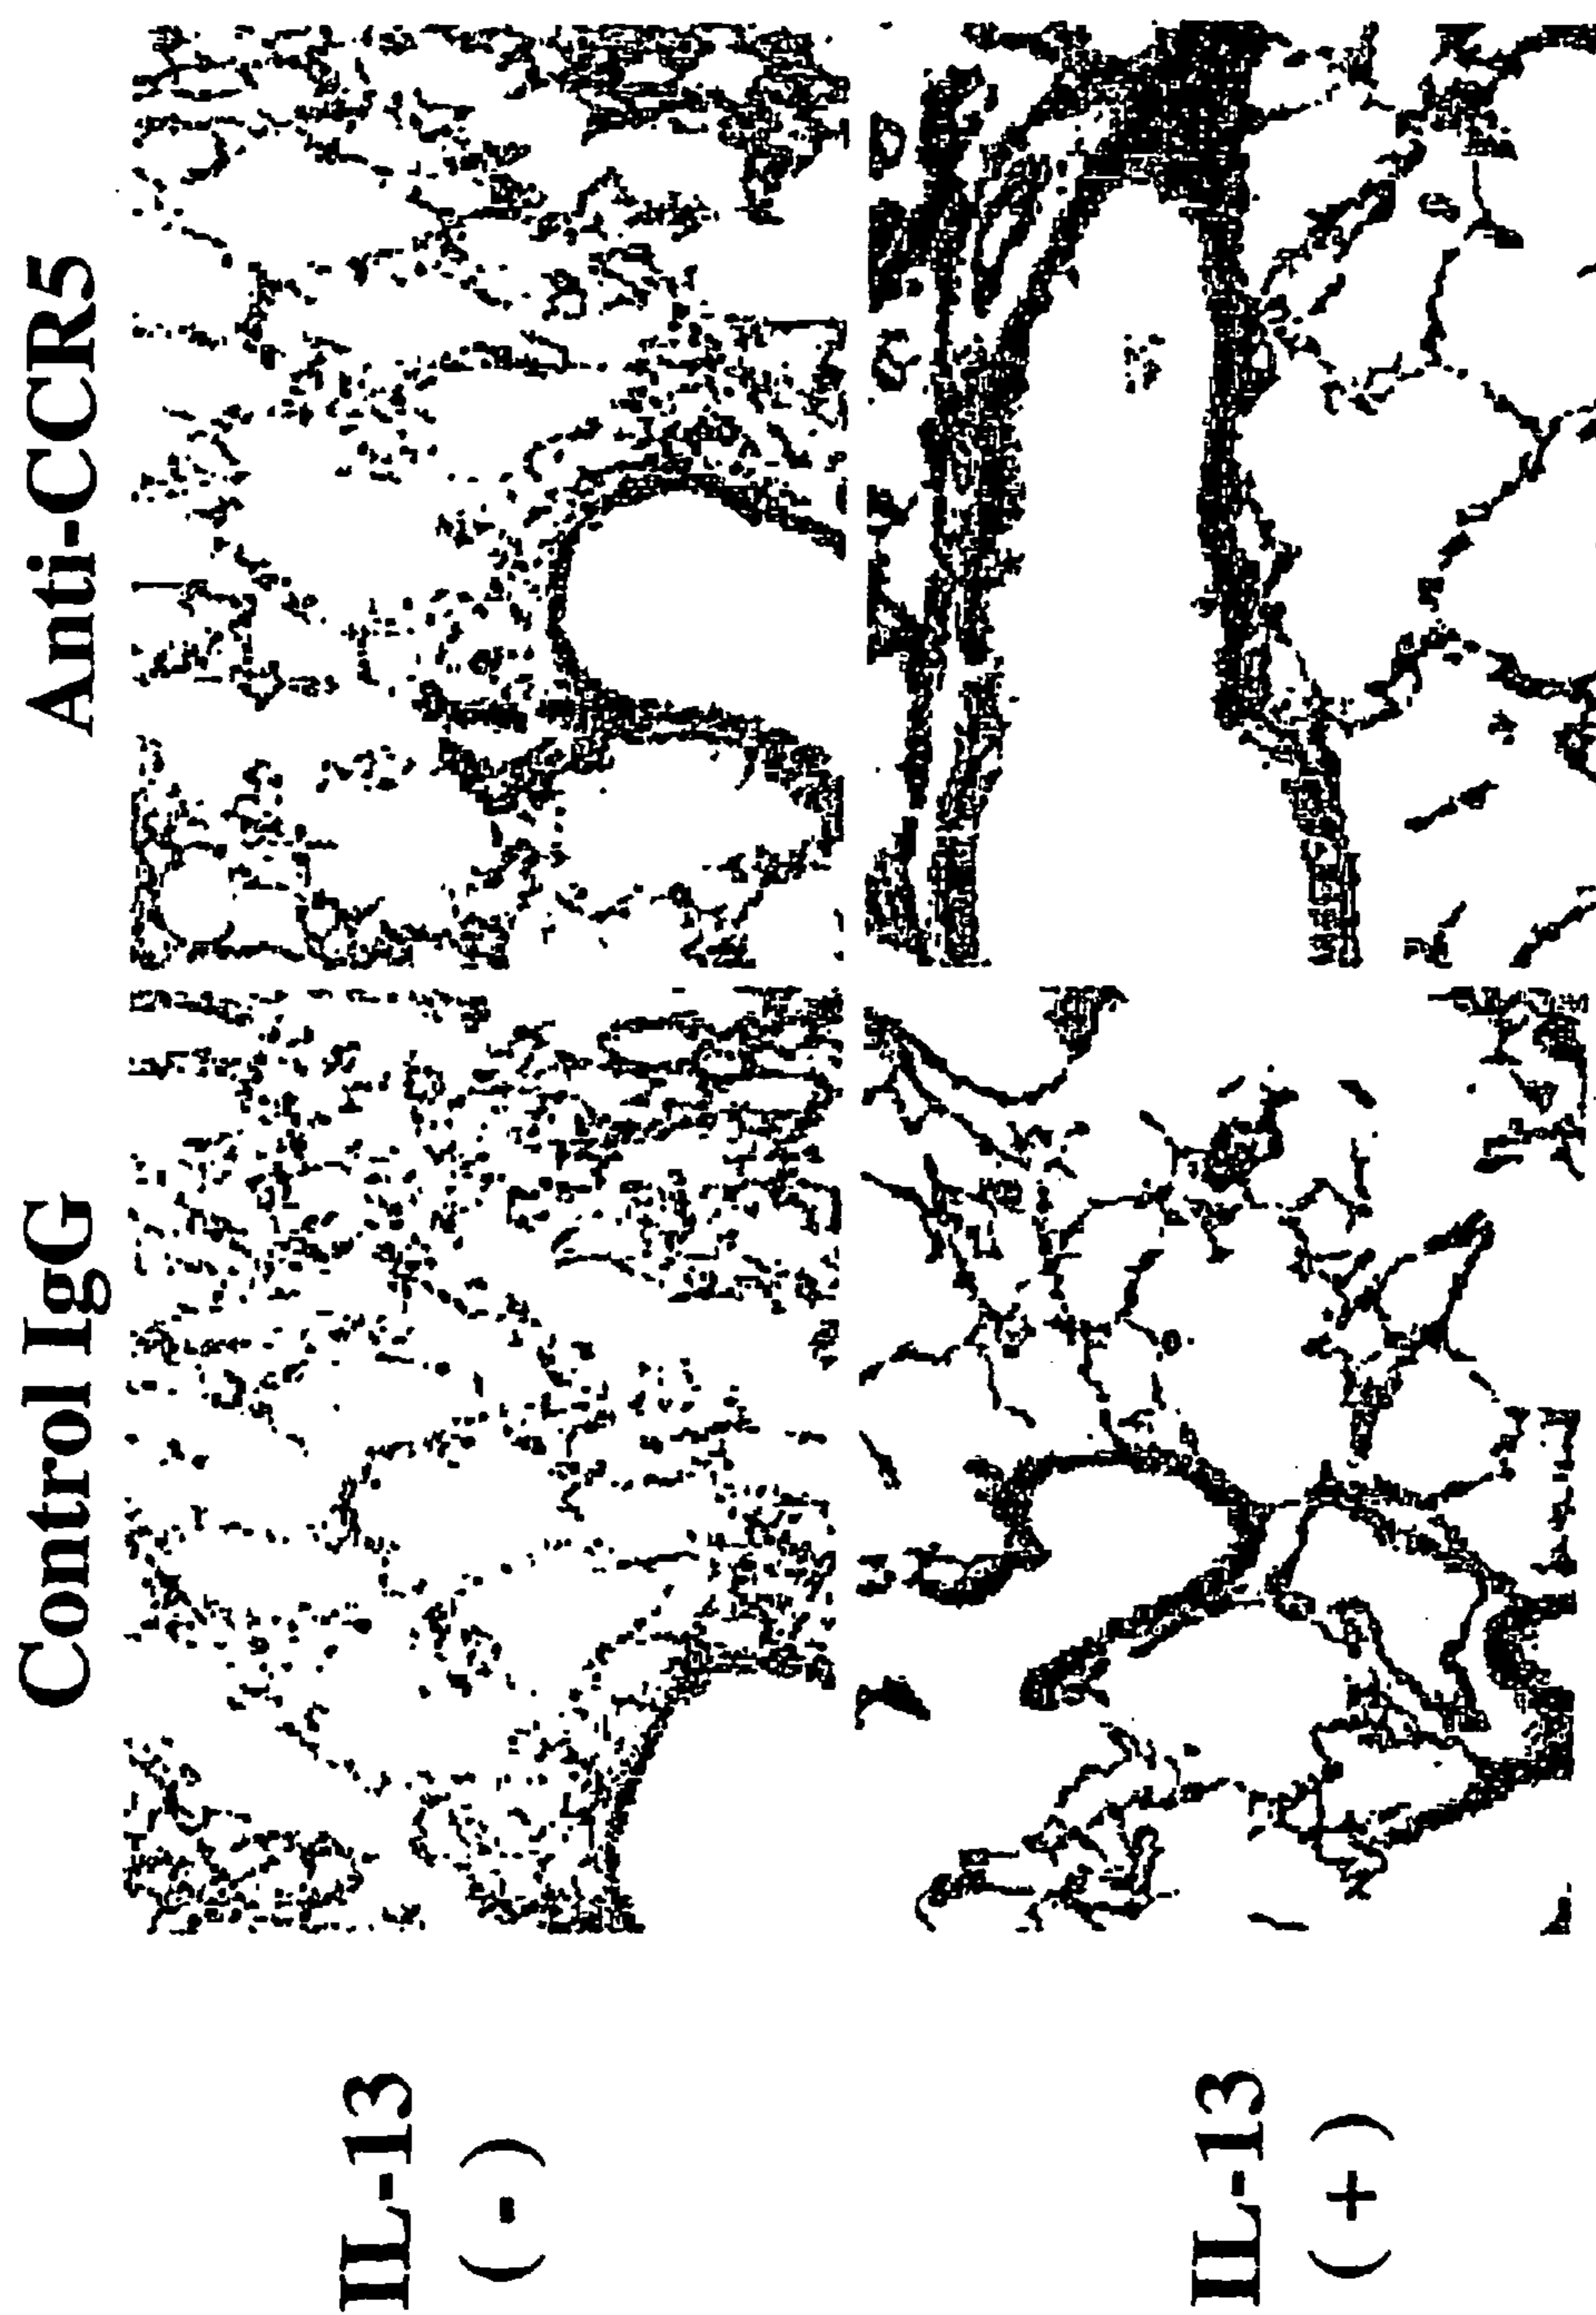 Control IgG
Anti-CCR5
IL-13
( - )
IL-13
( + )